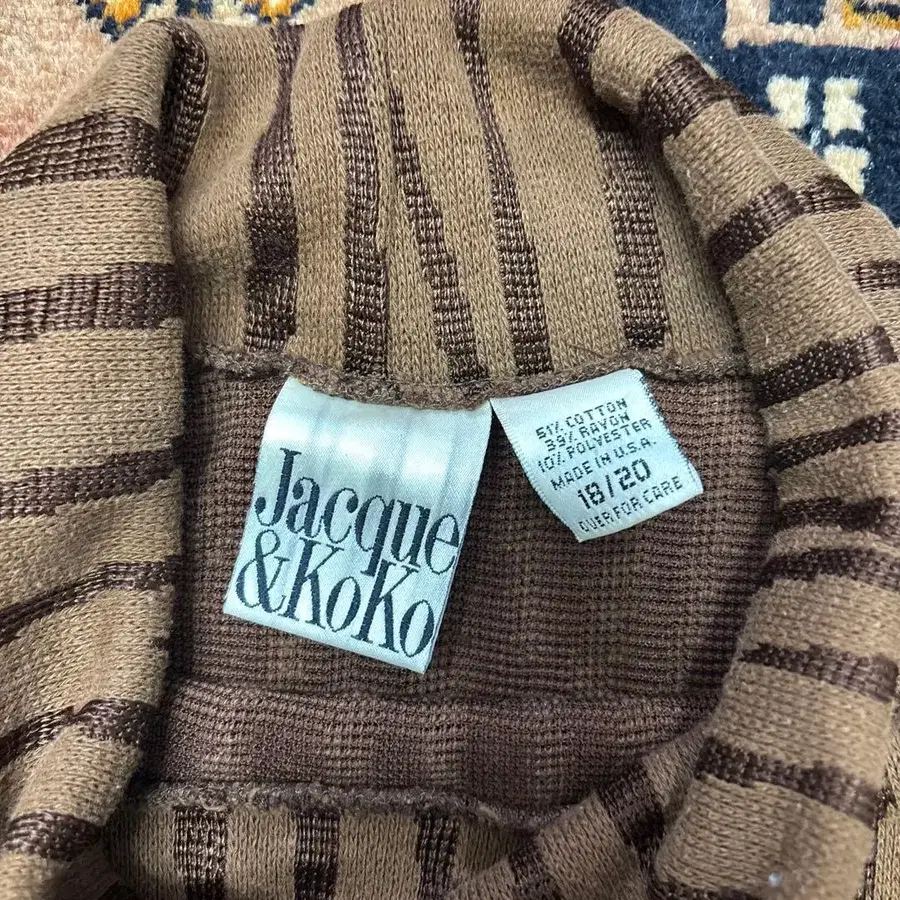 Jacque
&KoKo
51% COTTON
39% RAYON
10% POLYESTER
MADE IN U.S.A.
18/20
OVER FOR CARE